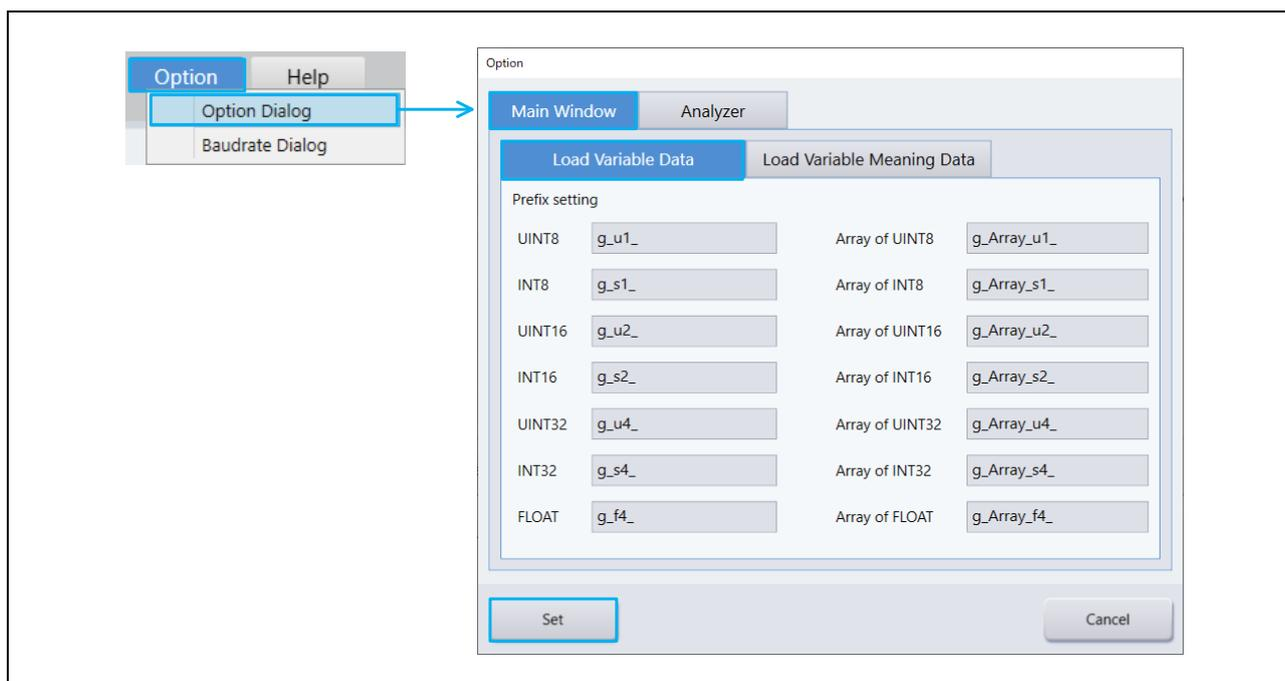 Option Help
Option Dialog
Baudrate Dialog
Option
Main Window Analyzer
Load Variable Data Load Variable Meaning Data
Prefix setting
UINT8 g_u1_ Array of UINT8 g_Array_u1_
INT8 g_s1_ Array of INT8 g_Array_s1_
UINT16 g_u2_ Array of UINT16 g_Array_u2_
INT16 g_s2_ Array of INT16 g_Array_s2_
UINT32 g_u4_ Array of UINT32 g_Array_u4_
INT32 g_s4_ Array of INT32 g_Array_s4_
FLOAT g_f4_ Array of FLOAT g_Array_f4_
Set Cancel